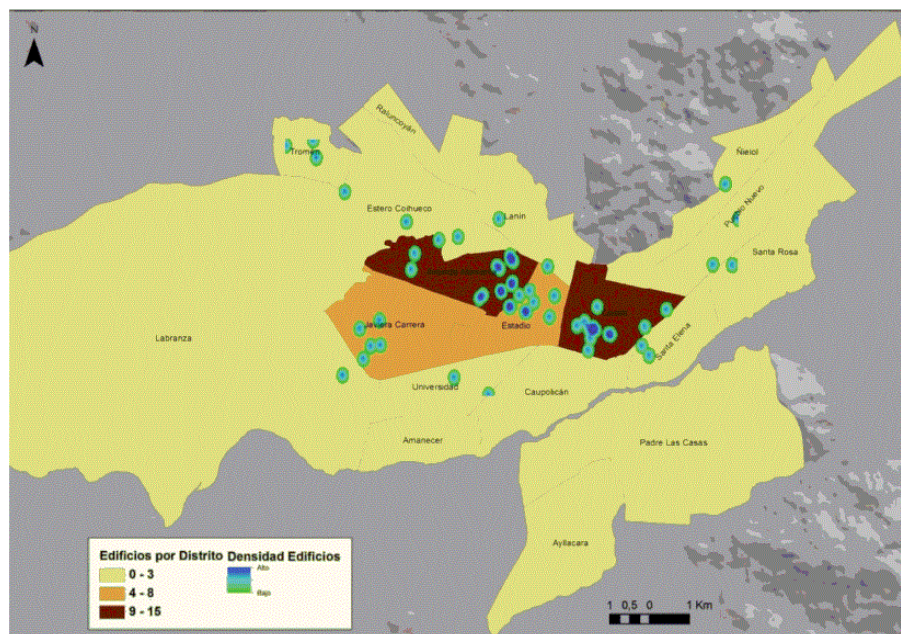 N
Raluncoyán
Tromén
Ñielol
Pueblo Nuevo
Estero Coihueco
Lanin
Santa Rosa
Javiera Carrera
Estadio
Labranza
Santa Elena
Universidad
Caupolicán
Amanecer
Padre Las Casas
Ayllacara
Edificios por Distrito
0 - 3
4 - 8
9 - 15
Densidad Edificios
Alto
Bajo
1 0,5 0 1 Km